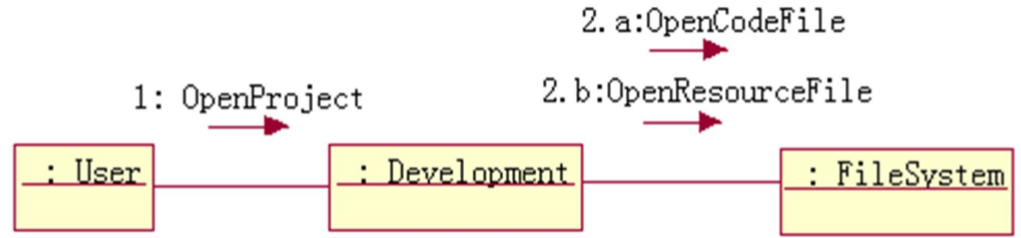 2.a:OpenCodeFile
1: OpenProject
2.b:OpenResourceFile
: User
: Development
: FileSystem